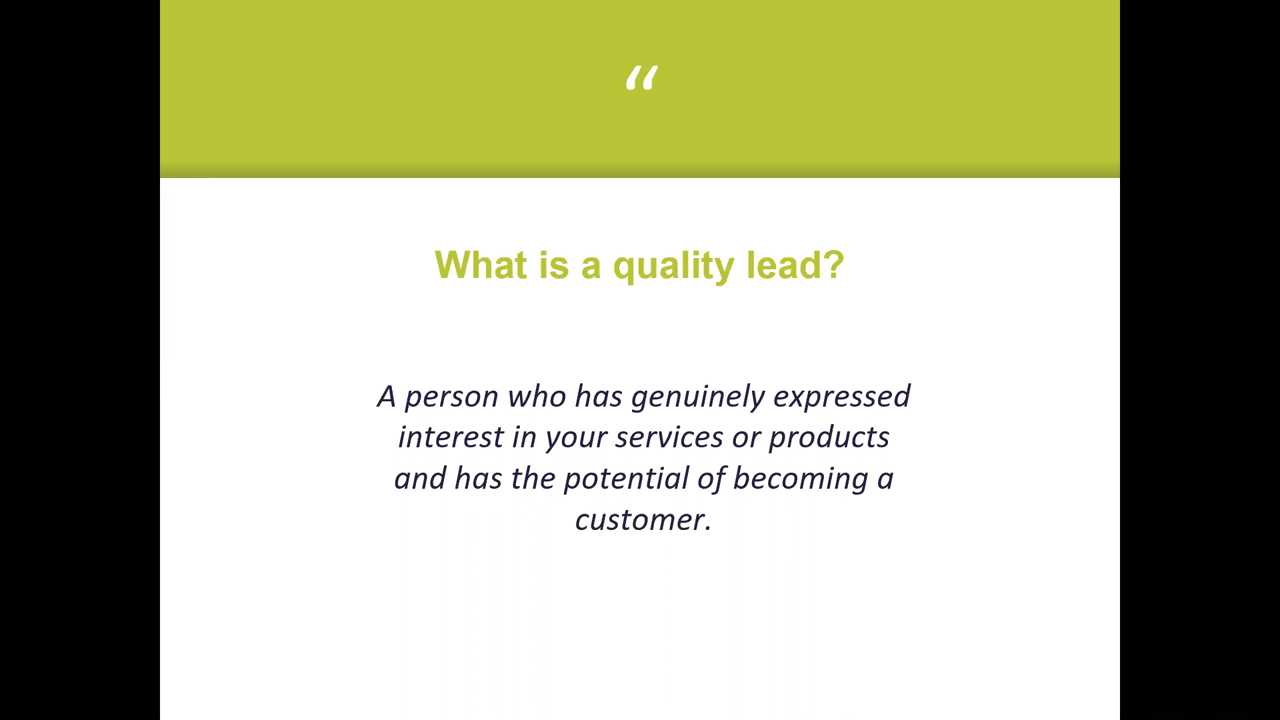 “
What is a quality lead?
A person who has genuinely expressed
interest in your services or products
and has the potential of becoming a
customer.